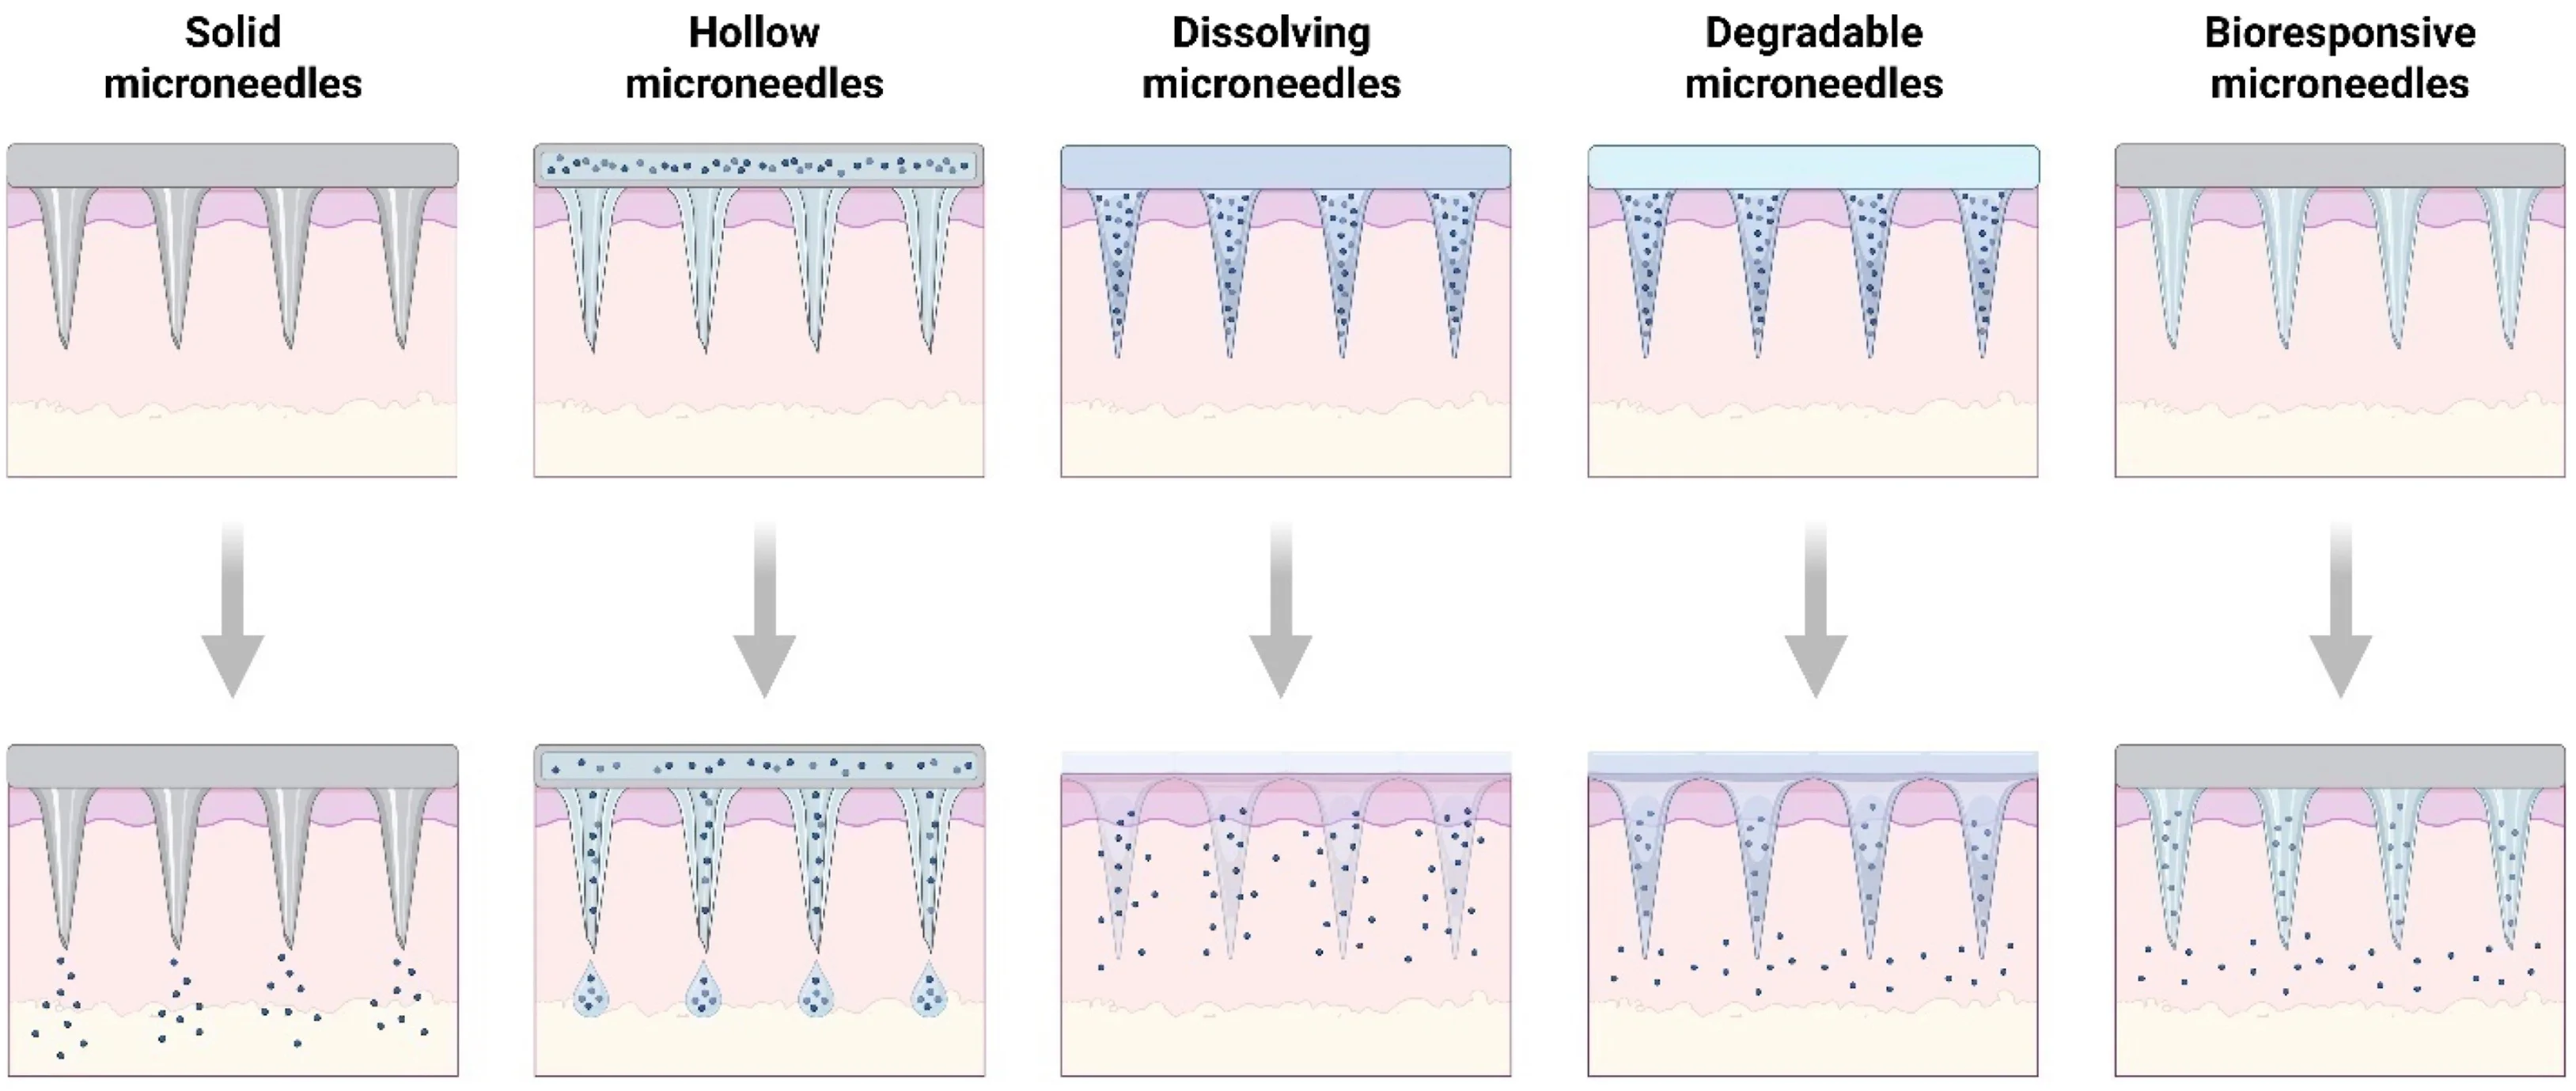 Solid
microneedles
Hollow
microneedles
Dissolving
microneedles
Degradable
microneedles
Bioresponsive
microneedles